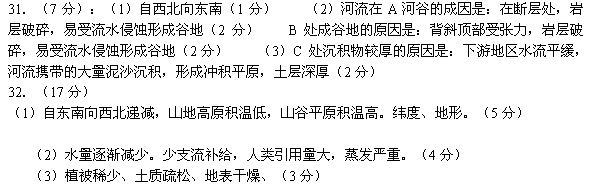 31. (7分):(1)自西北向东南(1分)  (2)河流在A河谷的成因是:在断层处,岩
层破碎,易受流水侵蚀形成谷地(2 分)  B 处成谷地的原因是:背斜顶部受张力,岩层破
碎,易受流水侵蚀形成谷地(2分)  (3)C 处沉积物较厚的原因是:下游地区水流平缓,
河流携带的大量泥沙沉积,形成冲积平原,土层深厚(2分)
32. (17分)
(1)自东南向西北递减,山地高原积温低,山谷平原积温高。纬度、地形。(5分)
(2)水量逐渐减少。少支流补给,人类引用量大,蒸发严重。(4分)
(3)植被稀少、土质疏松、地表干燥、(3分)